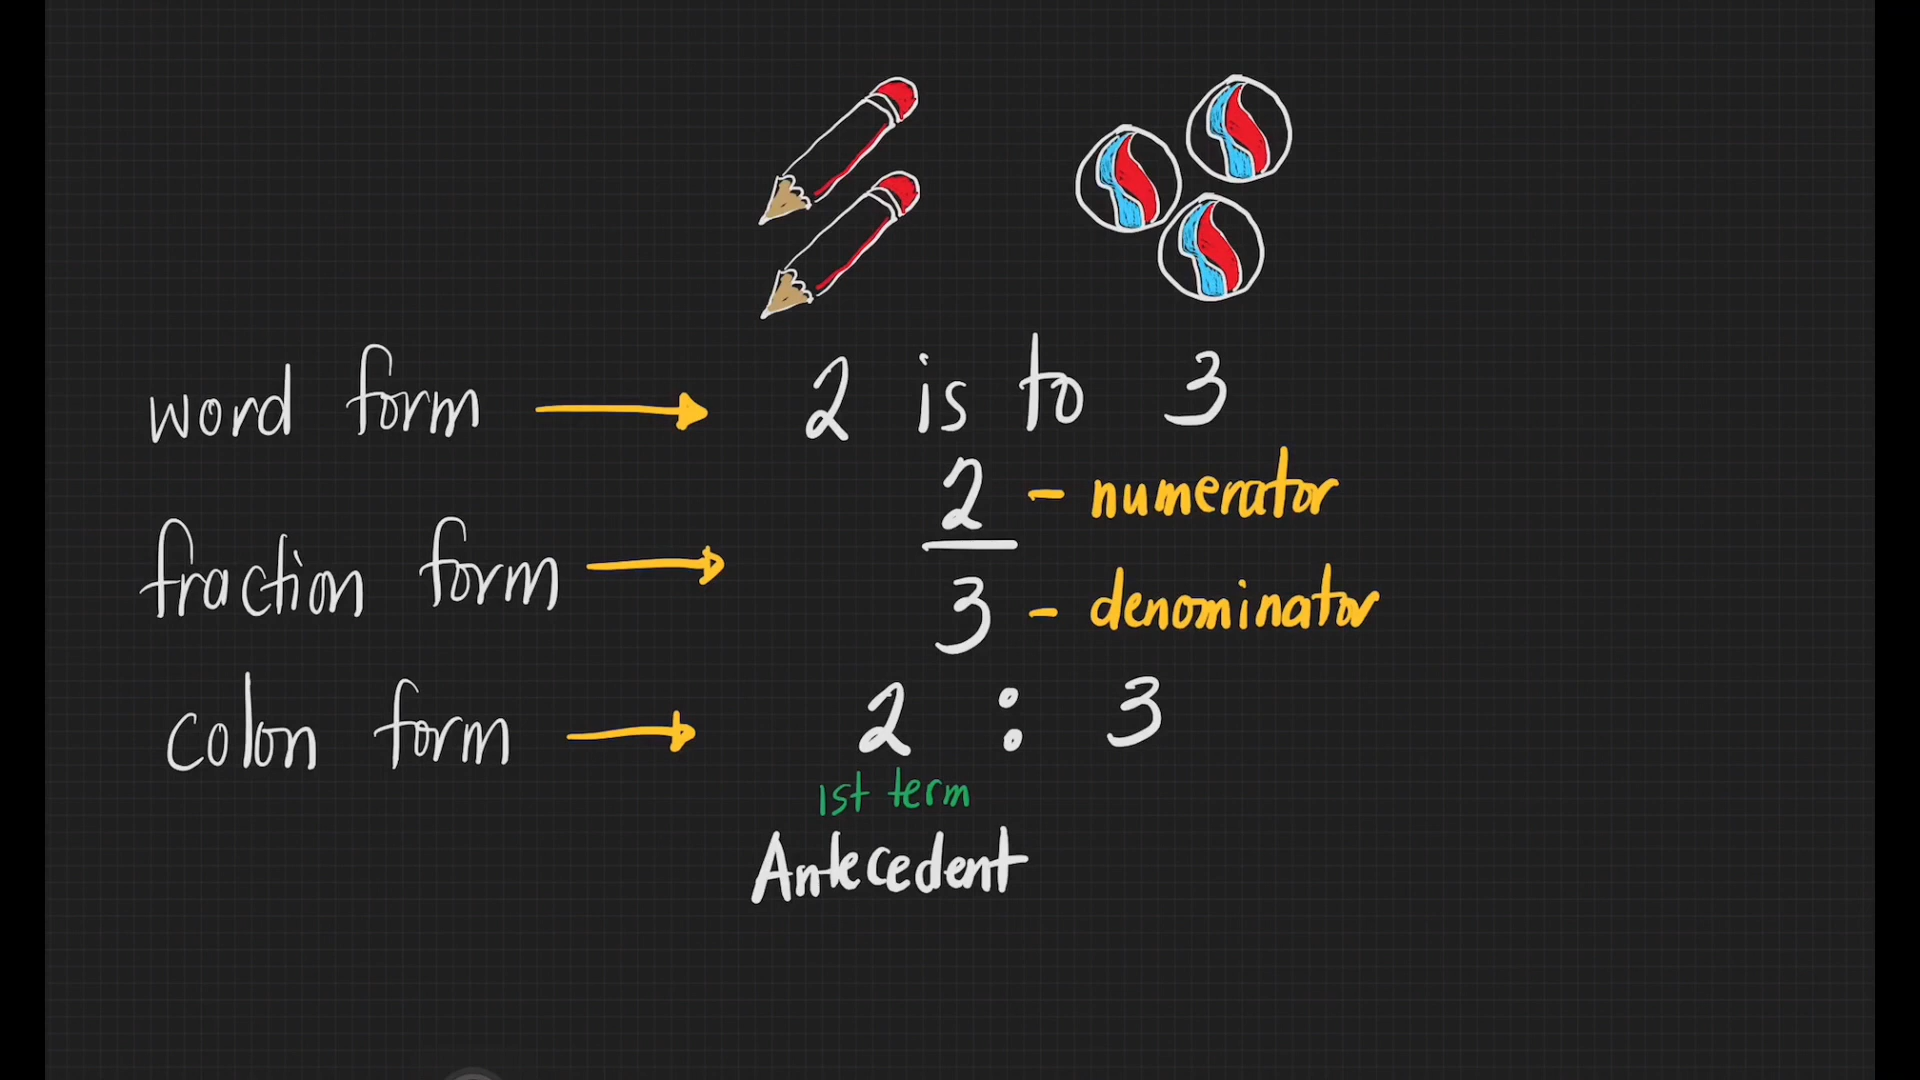 word form → 2 is to 3
2 - numerator
fraction form →
3 - denominator
colon form → 2 : 3
1st term
Antecedent